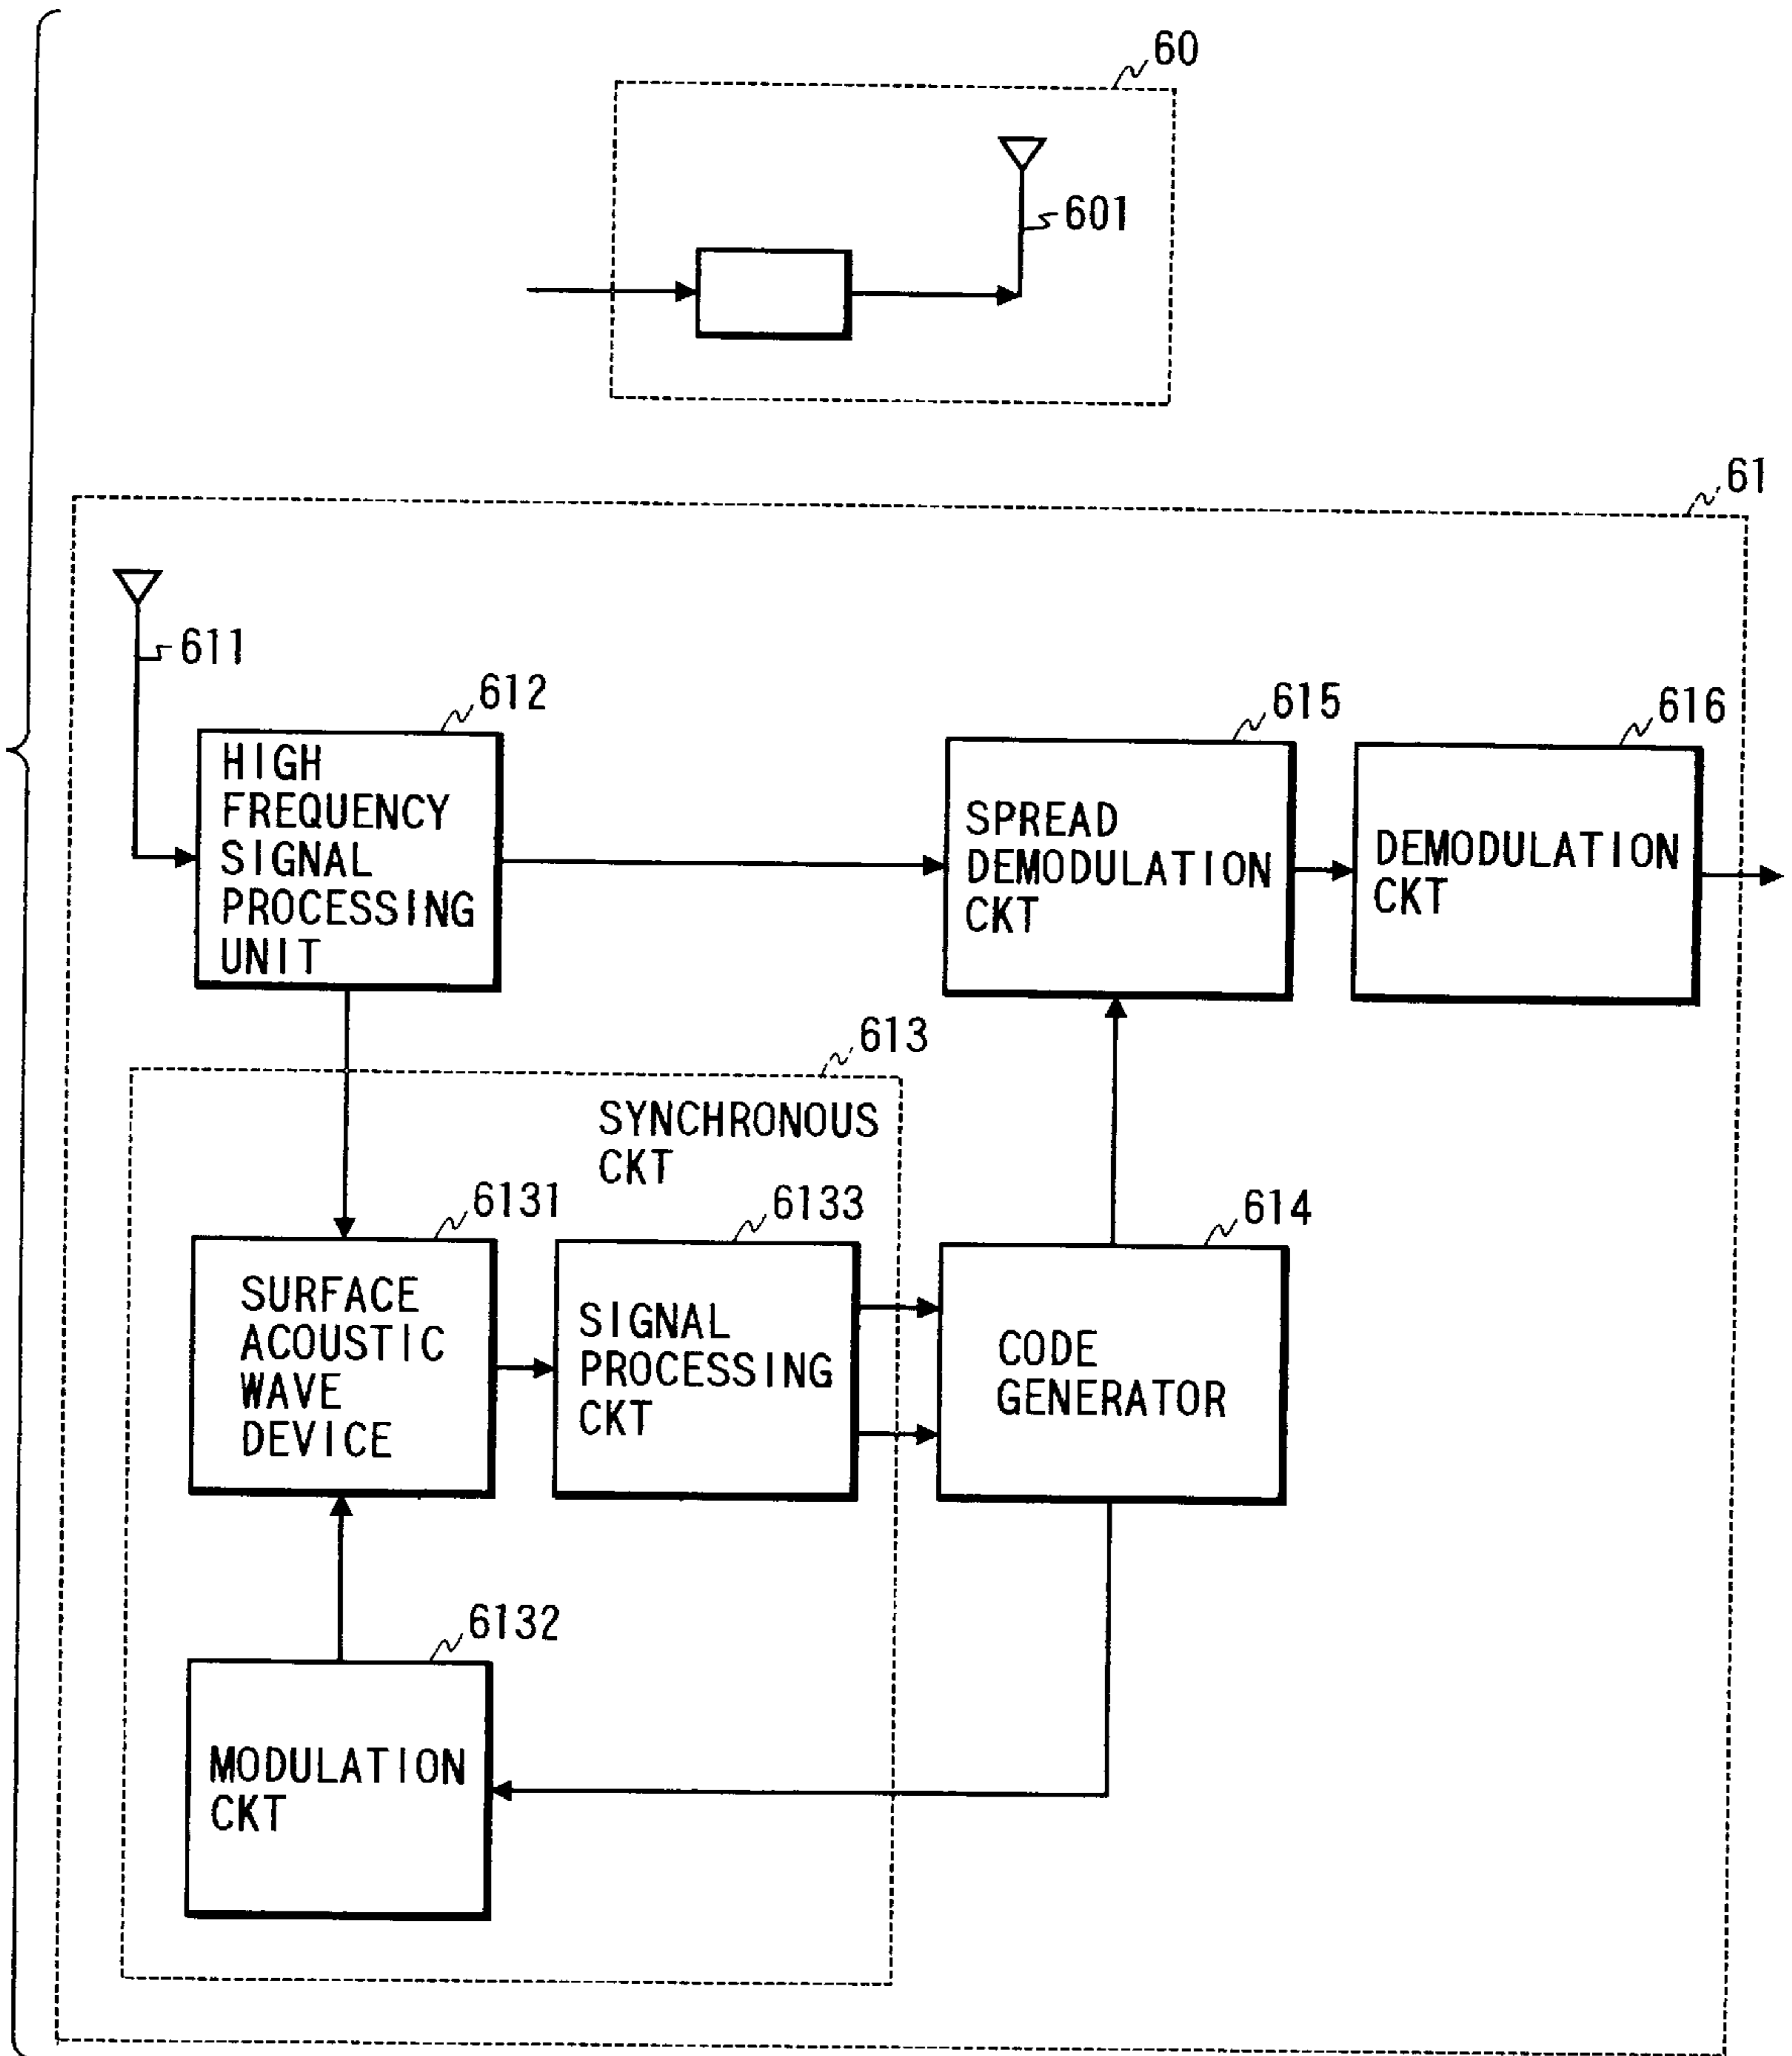 60
601
61
611
612
HIGH
FREQUENCY
SIGNAL
PROCESSING
UNIT
615
SPREAD
DEMODULATION
CKT
616
DEMODULATION
CKT
613
SYNCHRONOUS
CKT
6131
SURFACE
ACOUSTIC
WAVE
DEVICE
6133
SIGNAL
PROCESSING
CKT
614
CODE
GENERATOR
6132
MODULATION
CKT